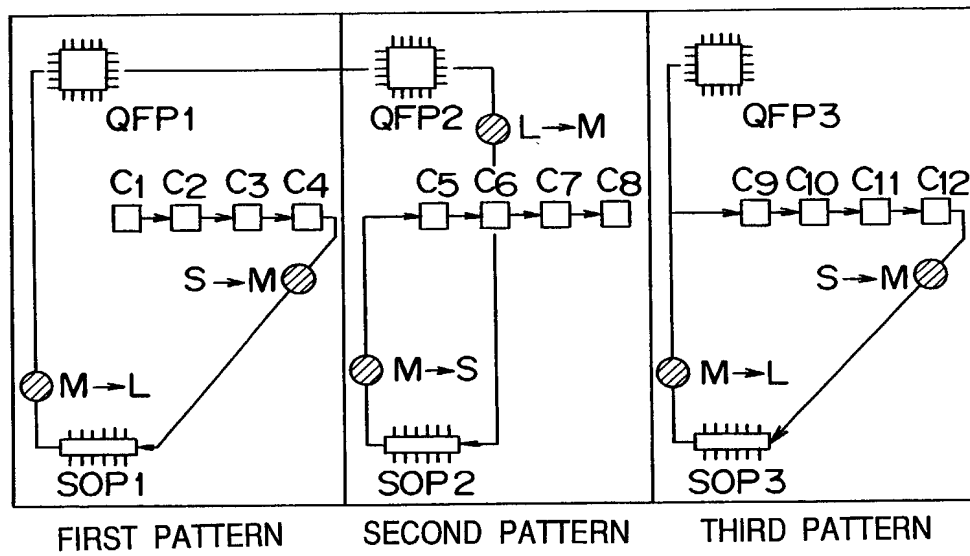 QFP1
C1 C2 C3 C4
S→M
M→L
SOP1
FIRST PATTERN
QFP2
L→M
C5 C6 C7 C8
M→S
SOP2
SECOND PATTERN
QFP3
C9 C10 C11 C12
S→M
M→L
SOP3
THIRD PATTERN